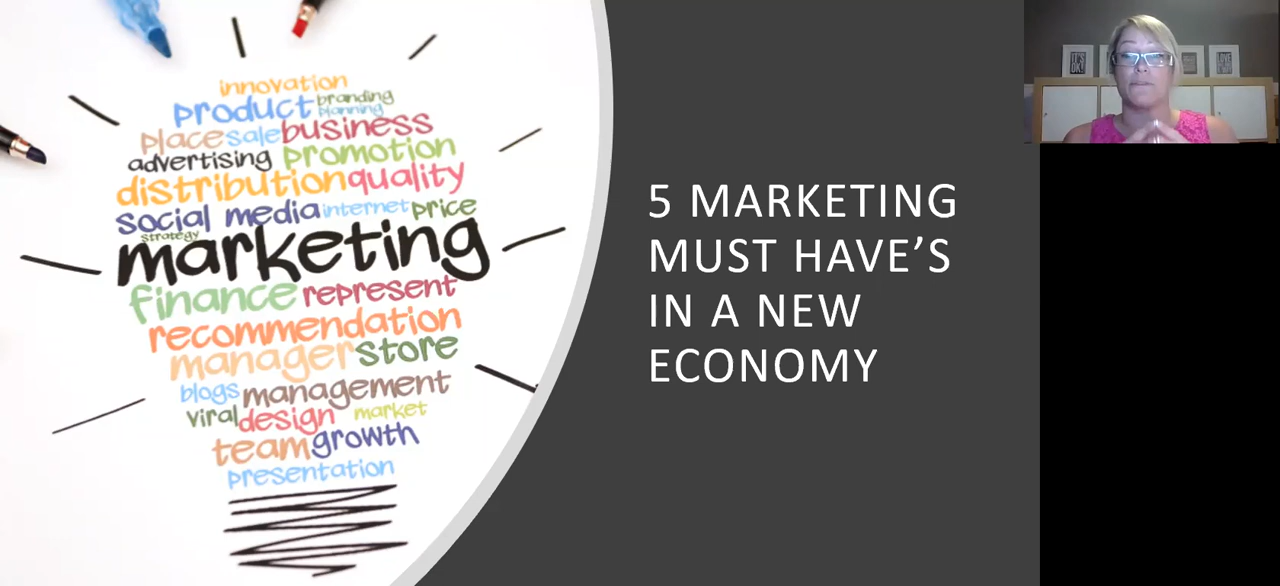 innovation
product branding
planning
place sale business
advertising promotion
distribution quality
social media internet price
strategy
marketing
finance represent
recommendation
manager store
blogs management
viral design market
team growth
presentation
5 MARKETING
MUST HAVE’S
IN A NEW
ECONOMY